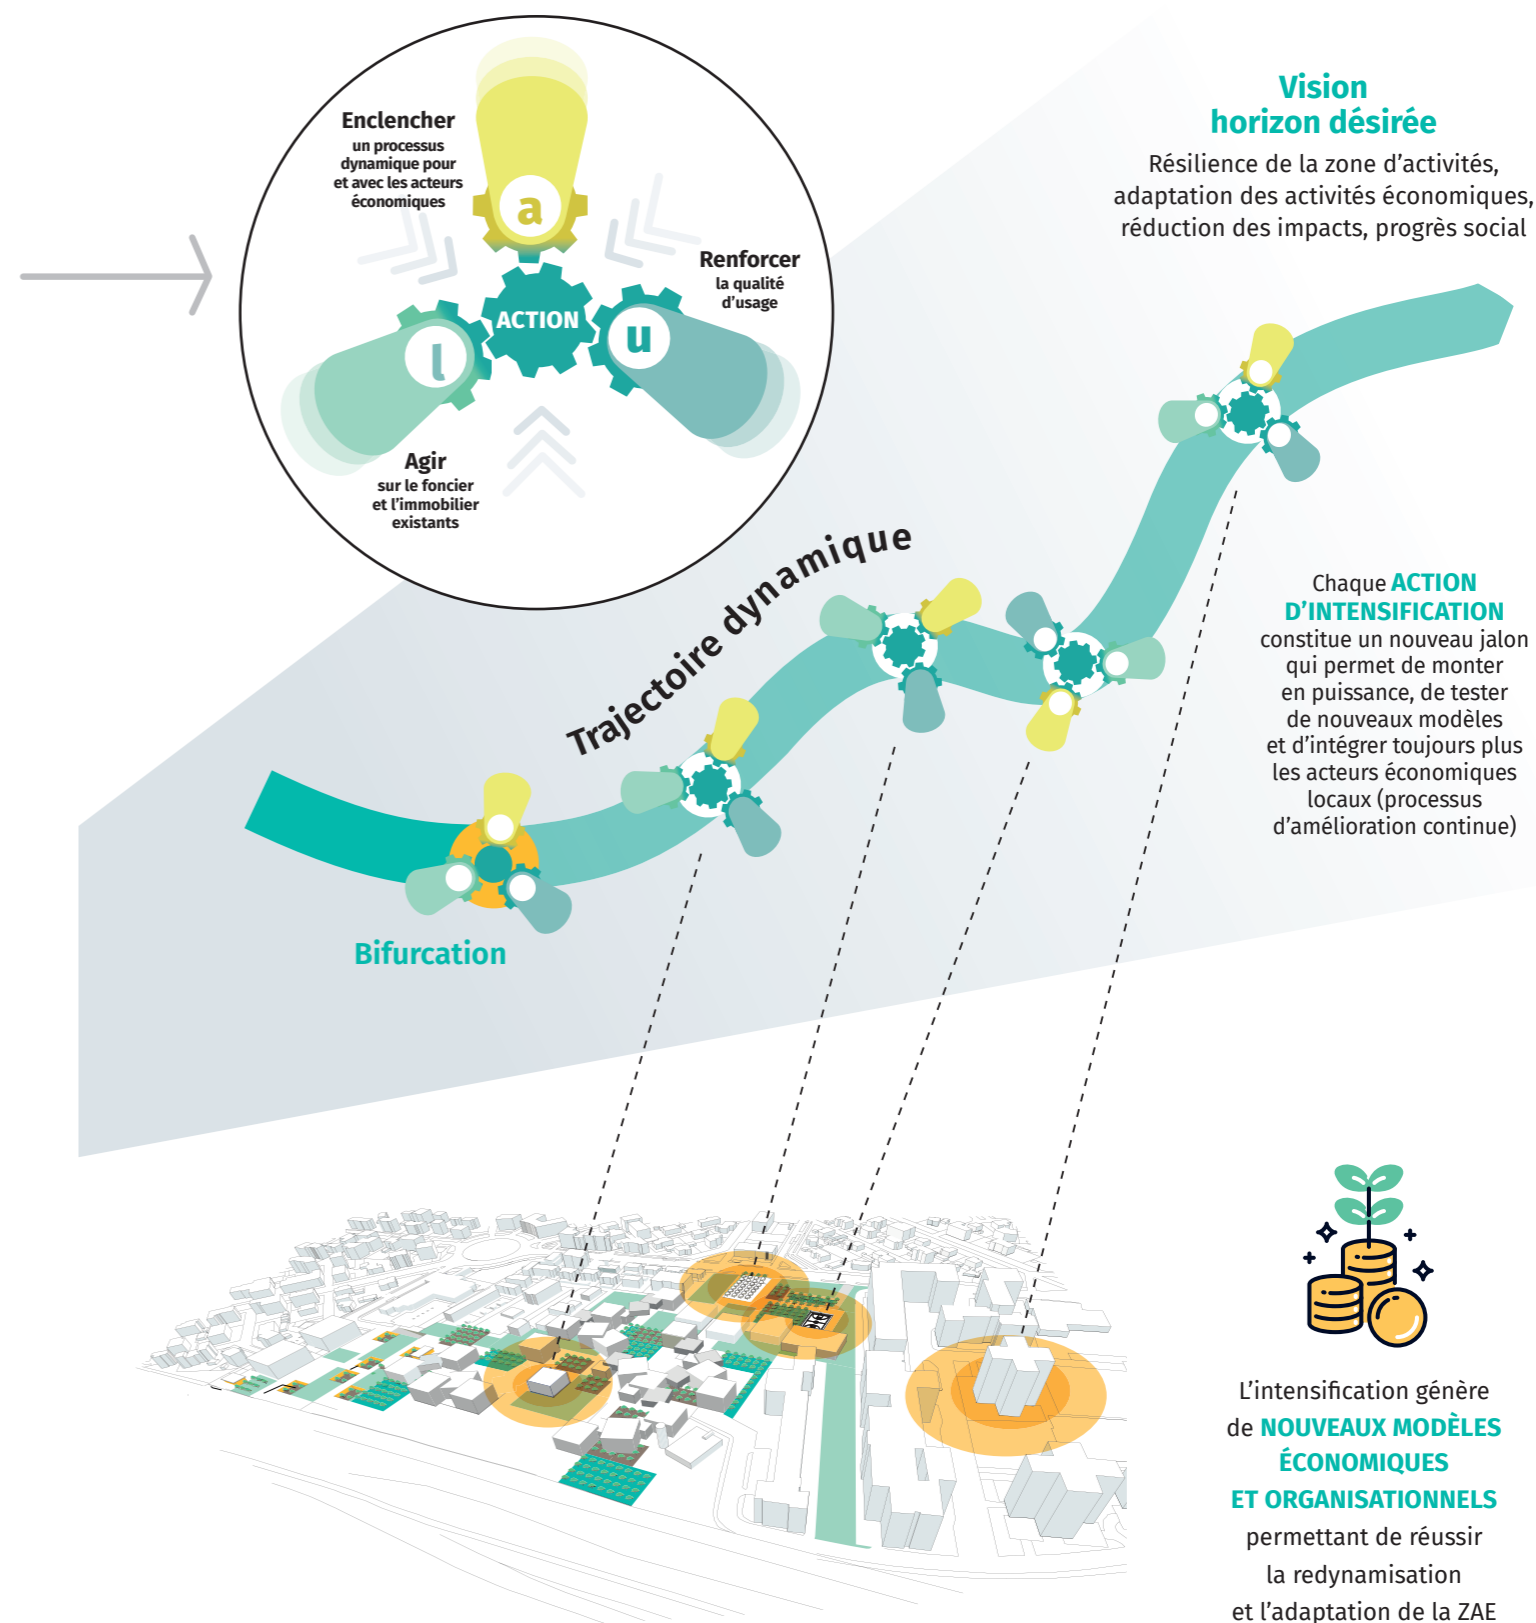 Enclencher
un processus
dynamique pour
et avec les acteurs
économiques
a
Renforcer
la qualité
d’usage
ACTION
l
u
Agir
sur le foncier
et l’immobilier
existants
Vision
horizon désirée
Résilience de la zone d’activités,
adaptation des activités économiques,
réduction des impacts, progrès social
Trajectoire dynamique
Chaque ACTION
D’INTENSIFICATION
constitue un nouveau jalon
qui permet de monter
en puissance, de tester
de nouveaux modèles
et d’intégrer toujours plus
les acteurs économiques
locaux (processus
d’amélioration continue)
Bifurcation
L’intensification génère
de NOUVEAUX MODÈLES
ÉCONOMIQUES
ET ORGANISATIONNELS
permettant de réussir
la redynamisation
et l’adaptation de la ZAE